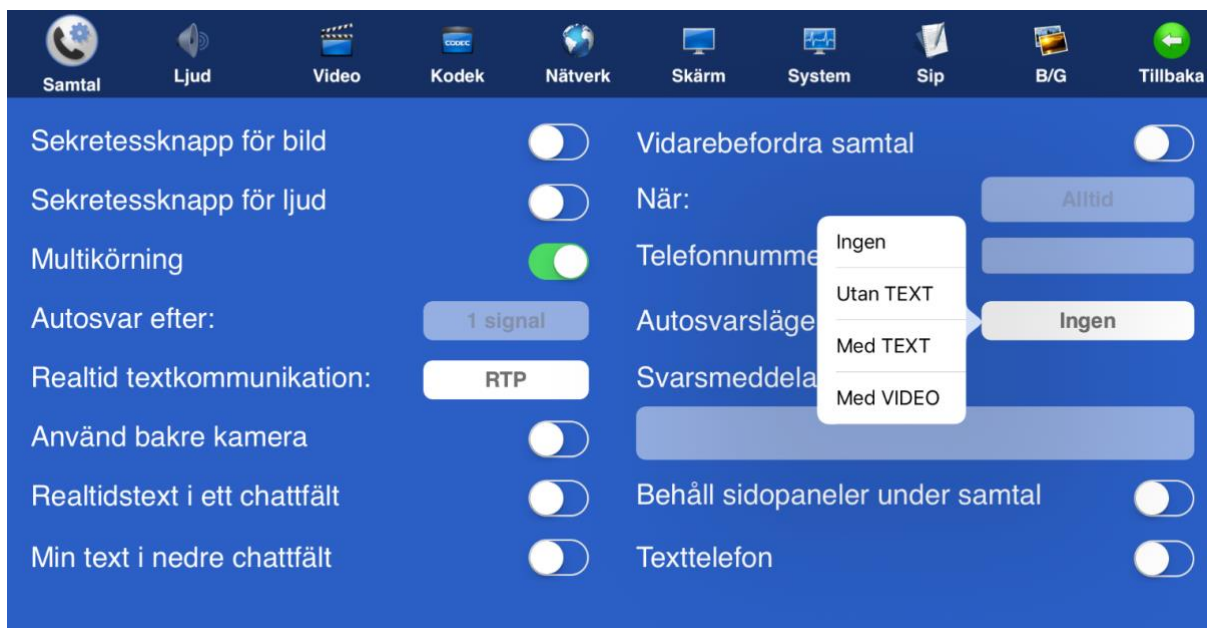 Samtal
Ljud
Video
CODEC
Kodek
Nätverk
Skärm
System
Sip
B/G
Tillbaka
Sekretessknapp för bild
Sekretessknapp för ljud
Multikörning
Autosvar efter:
1 signal
Realtid textkommunikation:
RTP
Använd bakre kamera
Realtidstext i ett chattfält
Min text i nedre chattfält
Vidarebefordra samtal
När:
Alltid
Telefonnumme
Autosvarsläge
Ingen
Ingen
Utan TEXT
Med TEXT
Med VIDEO
Svarsmeddela
Behåll sidopaneler under samtal
Texttelefon